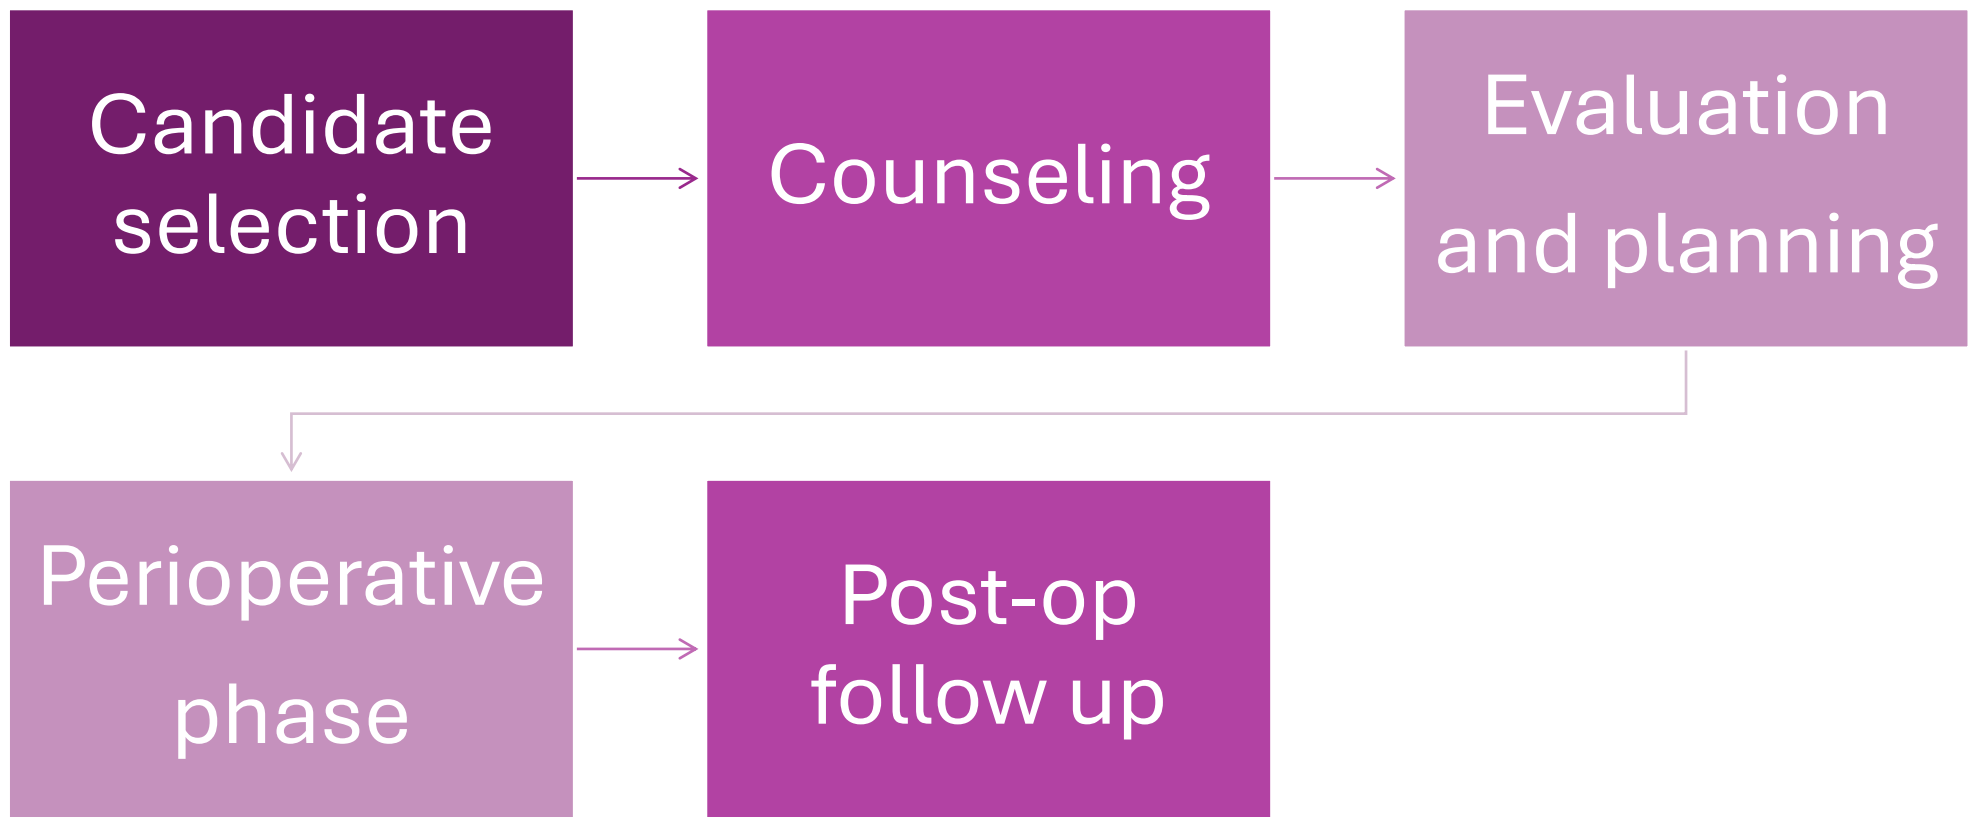 Candidate
selection
Counseling
Evaluation
and planning
Perioperative
phase
Post-op
follow up